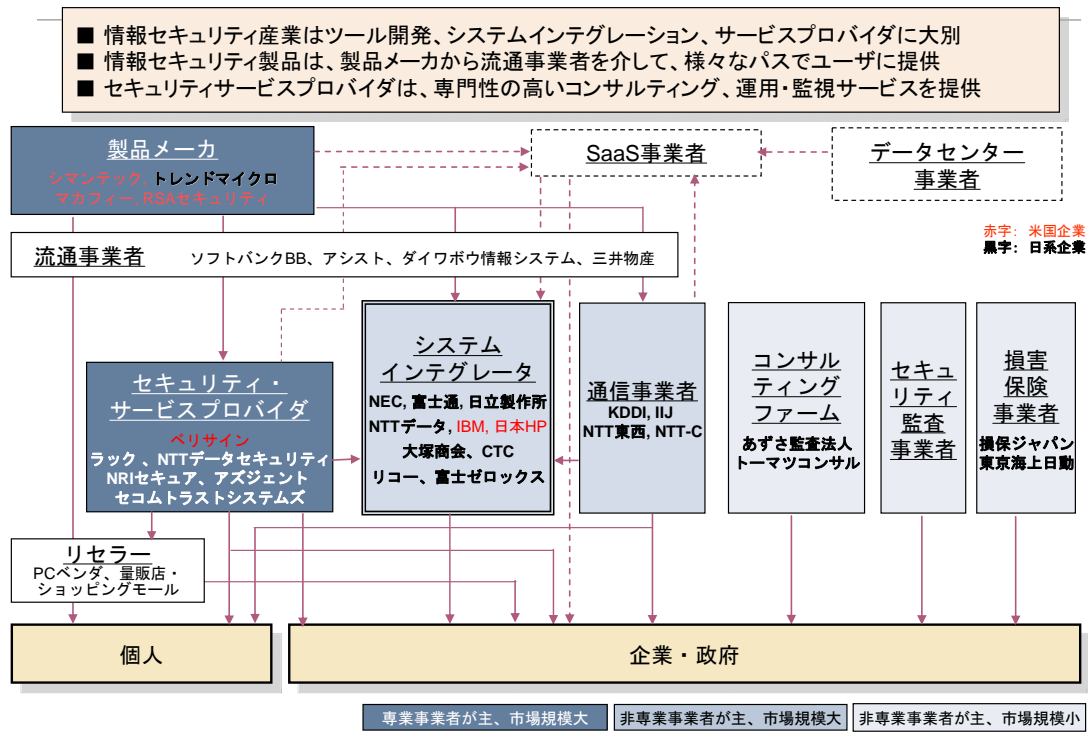 ■ 情報セキュリティ産業はツール開発、システムインテグレーション、サービスプロバイダに大別
■ 情報セキュリティ製品は、製品メーカから流通事業者を介して、様々なパスでユーザに提供
■ セキュリティサービスプロバイダは、専門性の高いコンサルティング、運用・監視サービスを提供
製品メーカ
シマンテック, トレンドマイクロ
マカフィー, RSAセキュリティ
SaaS事業者
データセンター
事業者
赤字： 米国企業
黒字： 日系企業
流通事業者 ソフトバンクBB、アシスト、ダイワボウ情報システム、三井物産
セキュリティ・
サービスプロバイダ
ベリサイン
ラック 、NTTデータセキュリティ
NRIセキュア、アズジェント
セコムトラストシステムズ
システム
インテグレータ
NEC, 富士通, 日立製作所
NTTデータ, IBM, 日本HP
大塚商会、CTC
リコー、富士ゼロックス
通信事業者
KDDI, IIJ
NTT東西, NTT-C
コンサル
ティング
ファーム
あずさ監査法人
トーマツコンサル
セキュ
リティ
監査
事業者
損害
保険
事業者
損保ジャパン
東京海上日動
リセラー
PCベンダ、量販店・
ショッピングモール
個人
企業・政府
専業事業者が主、市場規模大
非専業事業者が主、市場規模大
非専業事業者が主、市場規模小